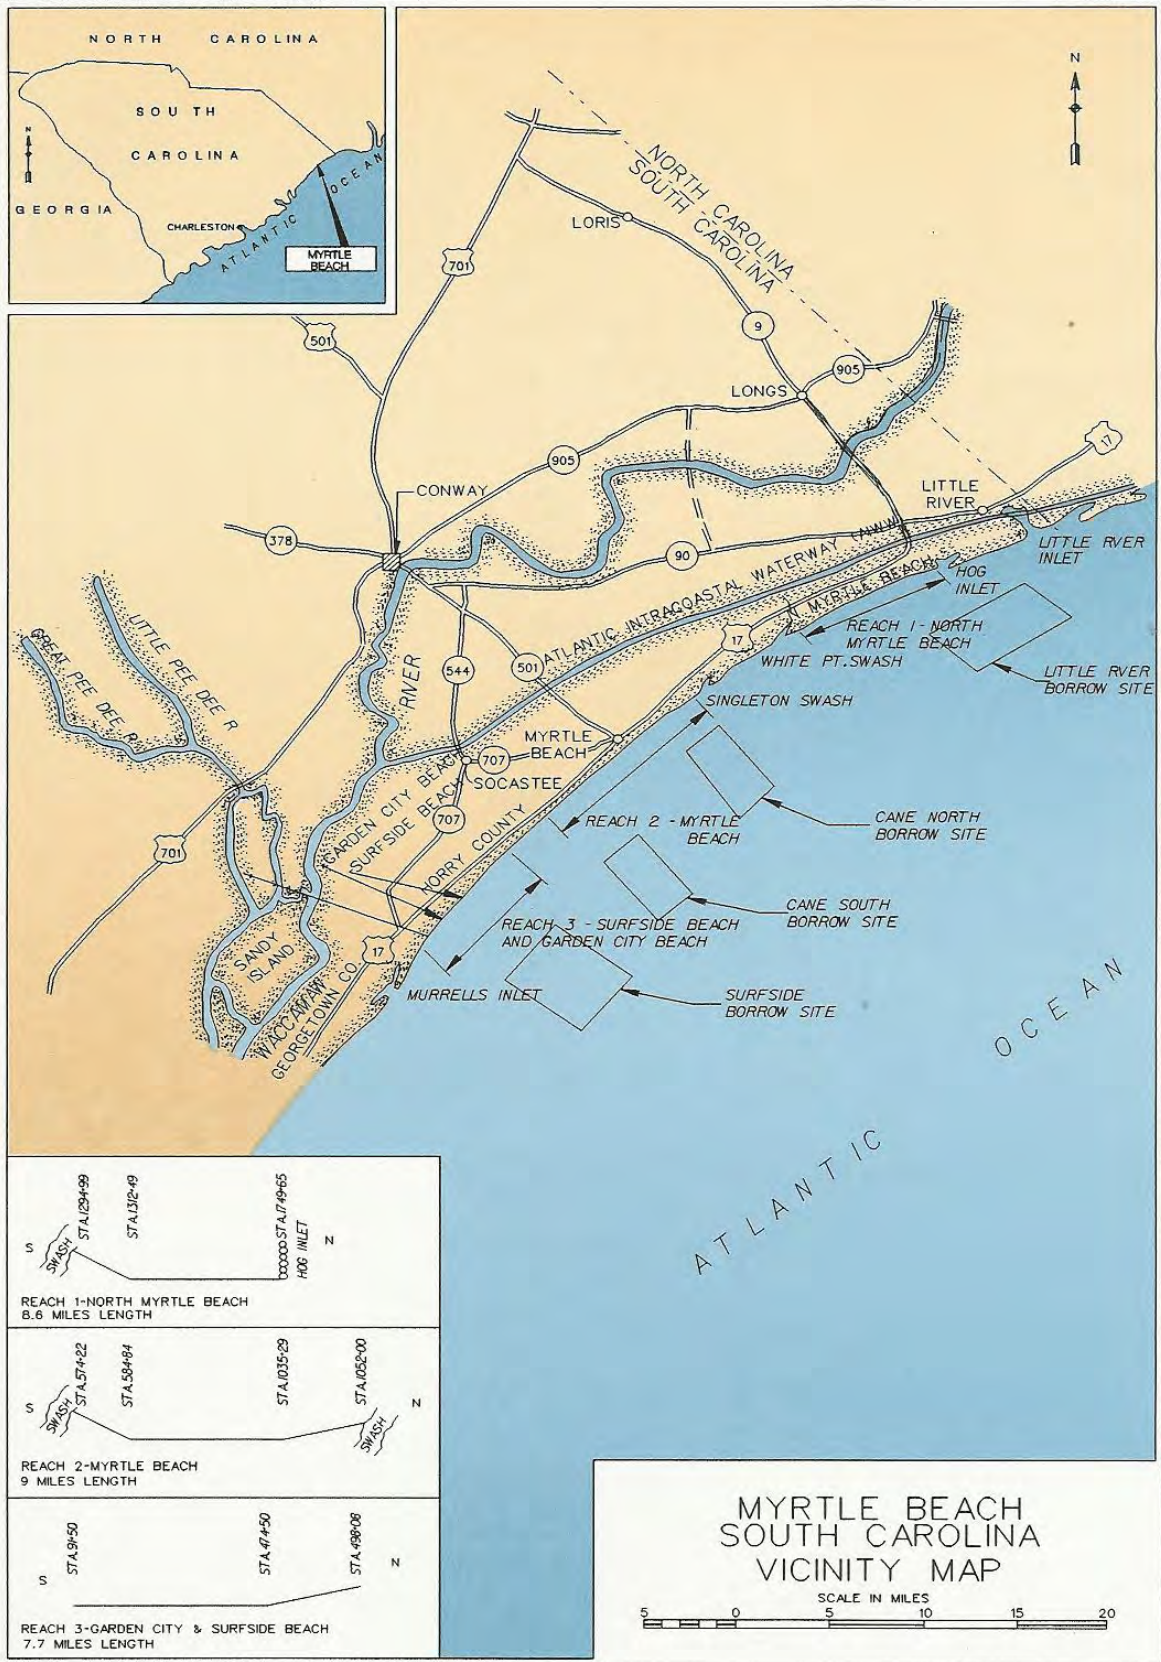 NORTH CAROLINA
SOUTH
CAROLINA
N
GEORGIA
CHARLESTON
ATLANTIC OCEAN
MYRTLE
BEACH
N
NORTH CAROLINA
SOUTH CAROLINA
LORIS
701
501
9
905
LONGS
17
905
CONWAY
LITTLE
RIVER
378
90
ATLANTIC INTRACOASTAL WATERWAY (AIWW)
LITTLE RVER
INLET
HOG
INLET
N. MYRTLE BEACH
REACH 1-NORTH
MYRTLE BEACH
17
WHITE PT.SWASH
LITTLE RIVER
BORROW SITE
LITTLE PEE DEE R
GREAT PEE DEE R.
RIVER
544
501
SINGLETON SWASH
MYRTLE
BEACH
707
SOCASTEE
GARDEN CITY BEACH
SURFSIDE BEACH
707
HORRY COUNTY
REACH 2 -MYRTLE
BEACH
CANE NORTH
BORROW SITE
701
CANE SOUTH
BORROW SITE
REACH 3 - SURFSIDE BEACH
AND GARDEN CITY BEACH
SANDY
ISLAND
17
MURRELLS INLET
SURFSIDE
BORROW SITE
WACCAMAW
GEORGETOWN CO.
ATLANTIC OCEAN
STA.1294+99
STA.1312+49
STA.1749+65
HOG INLET
S
SWASH
N
REACH 1-NORTH MYRTLE BEACH
8.6 MILES LENGTH
STA.574+22
STA.584+84
STA.1035+29
STA.1052+00
S
SWASH
SWASH
N
REACH 2-MYRTLE BEACH
9 MILES LENGTH
STA.91+50
STA.474+50
STA.498+08
S
N
REACH 3-GARDEN CITY & SURFSIDE BEACH
7.7 MILES LENGTH
MYRTLE BEACH
SOUTH CAROLINA
VICINITY MAP
SCALE IN MILES
5 0 5 10 15 20